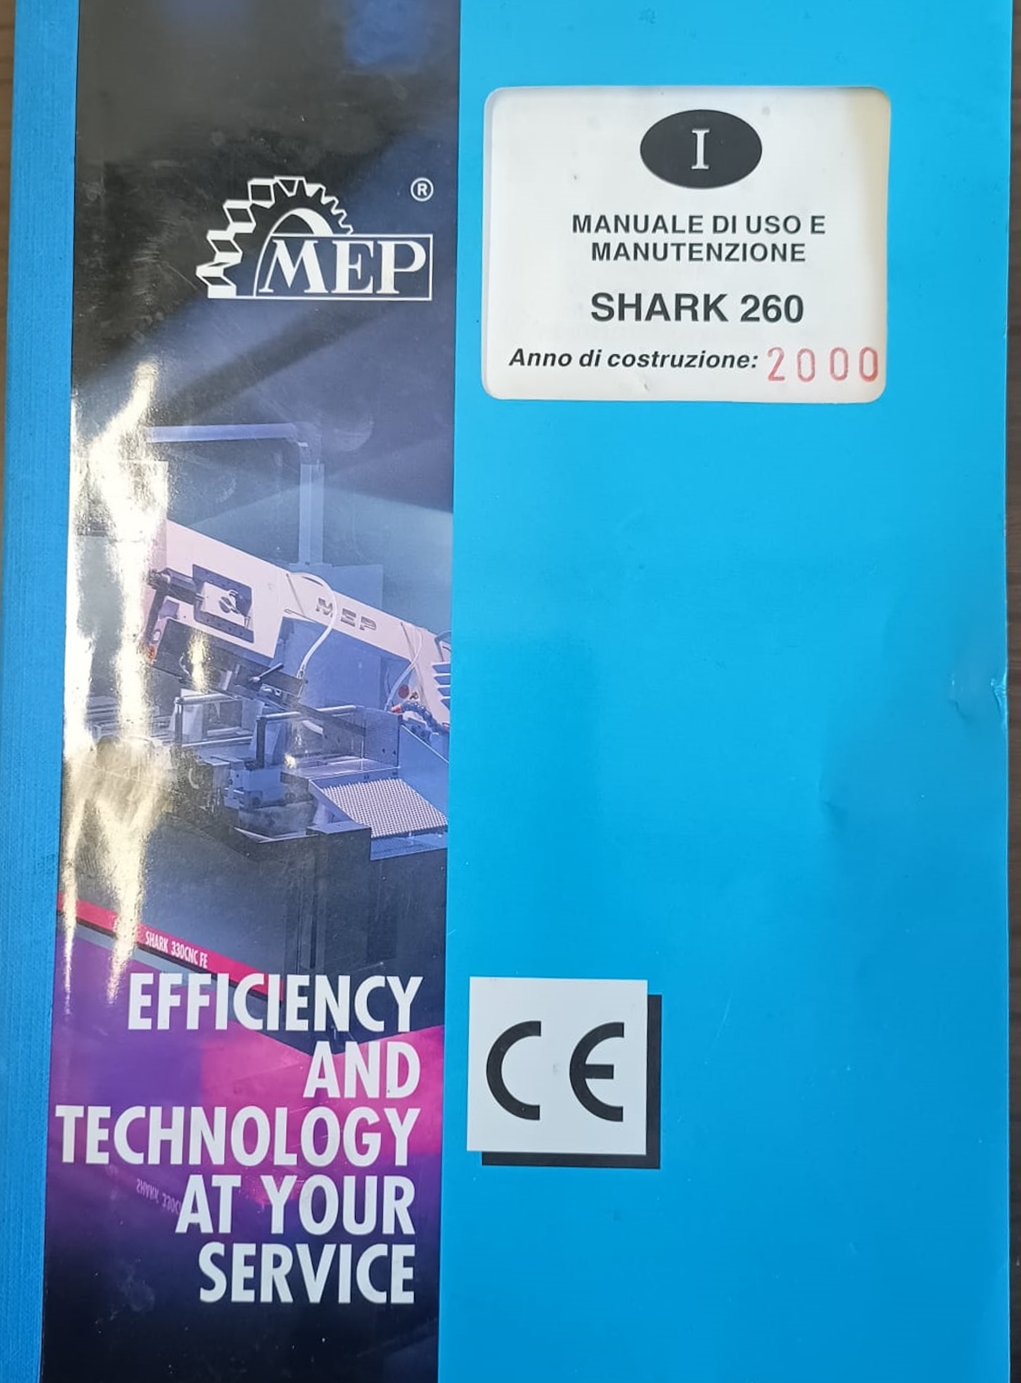 ®
MEP
I
MANUALE DI USO E
MANUTENZIONE
SHARK 260
Anno di costruzione: 2000
MEP
SHARK 330CNC FE
EFFICIENCY
AND
TECHNOLOGY
AT YOUR
SERVICE
CE